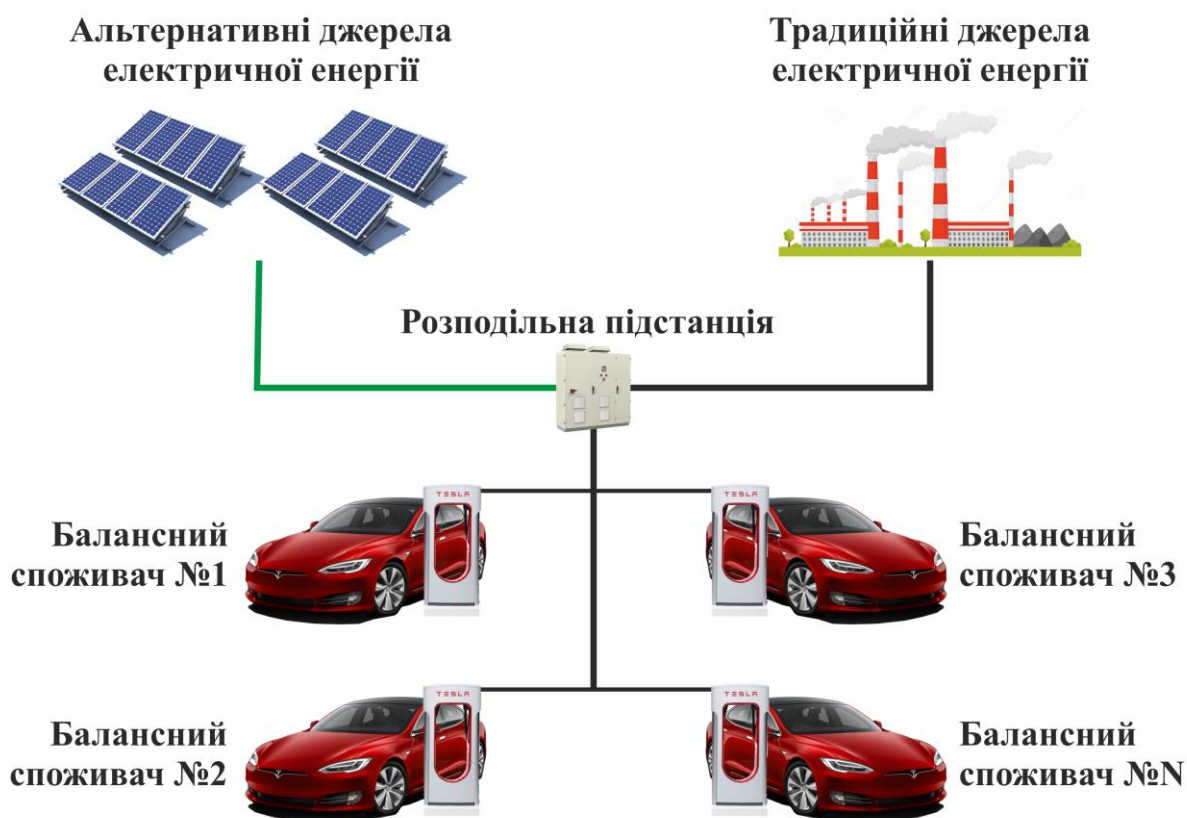 Альтернативні джерела
електричної енергії
Традиційні джерела
електричної енергії
Розподільна підстанція
TESLA
TESLA
Балансний
споживач №1
Балансний
споживач №3
TESLA
TESLA
Балансний
споживач №2
Балансний
споживач №N